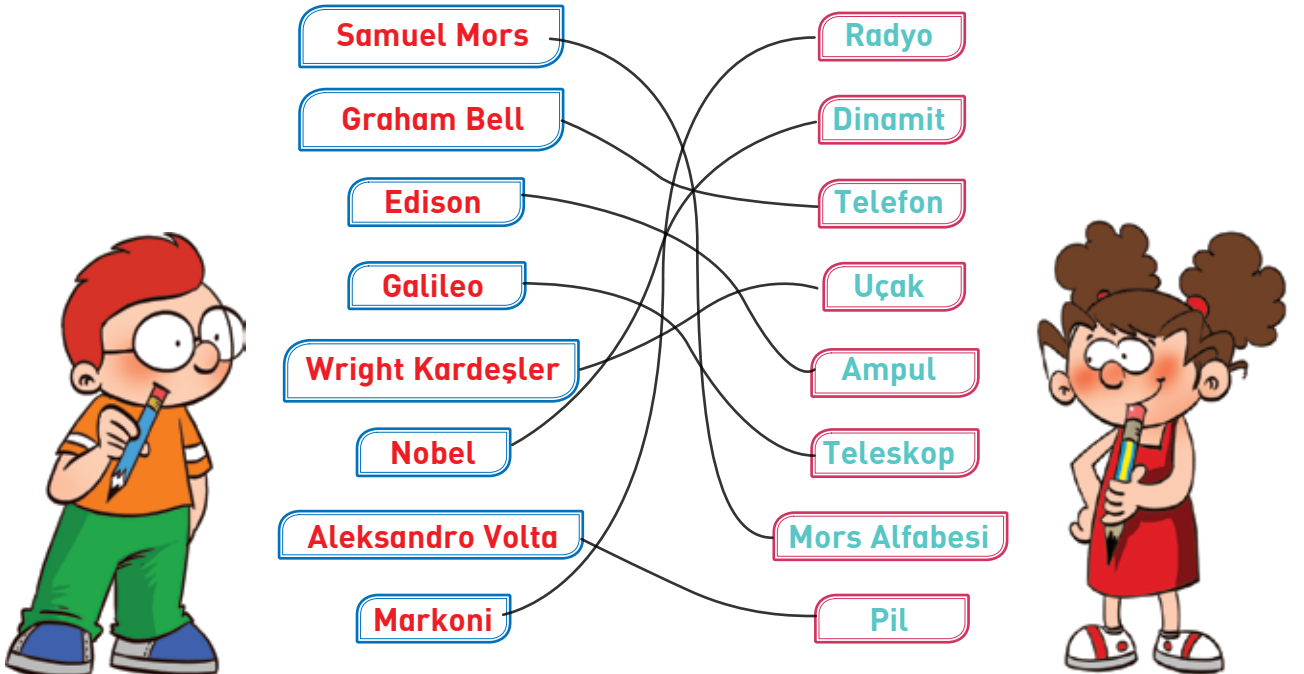 Samuel Mors
Radyo
Graham Bell
Dinamit
Edison
Telefon
Galileo
Uçak
Wright Kardeşler
Ampul
Nobel
Teleskop
Aleksandro Volta
Mors Alfabesi
Markoni
Pil